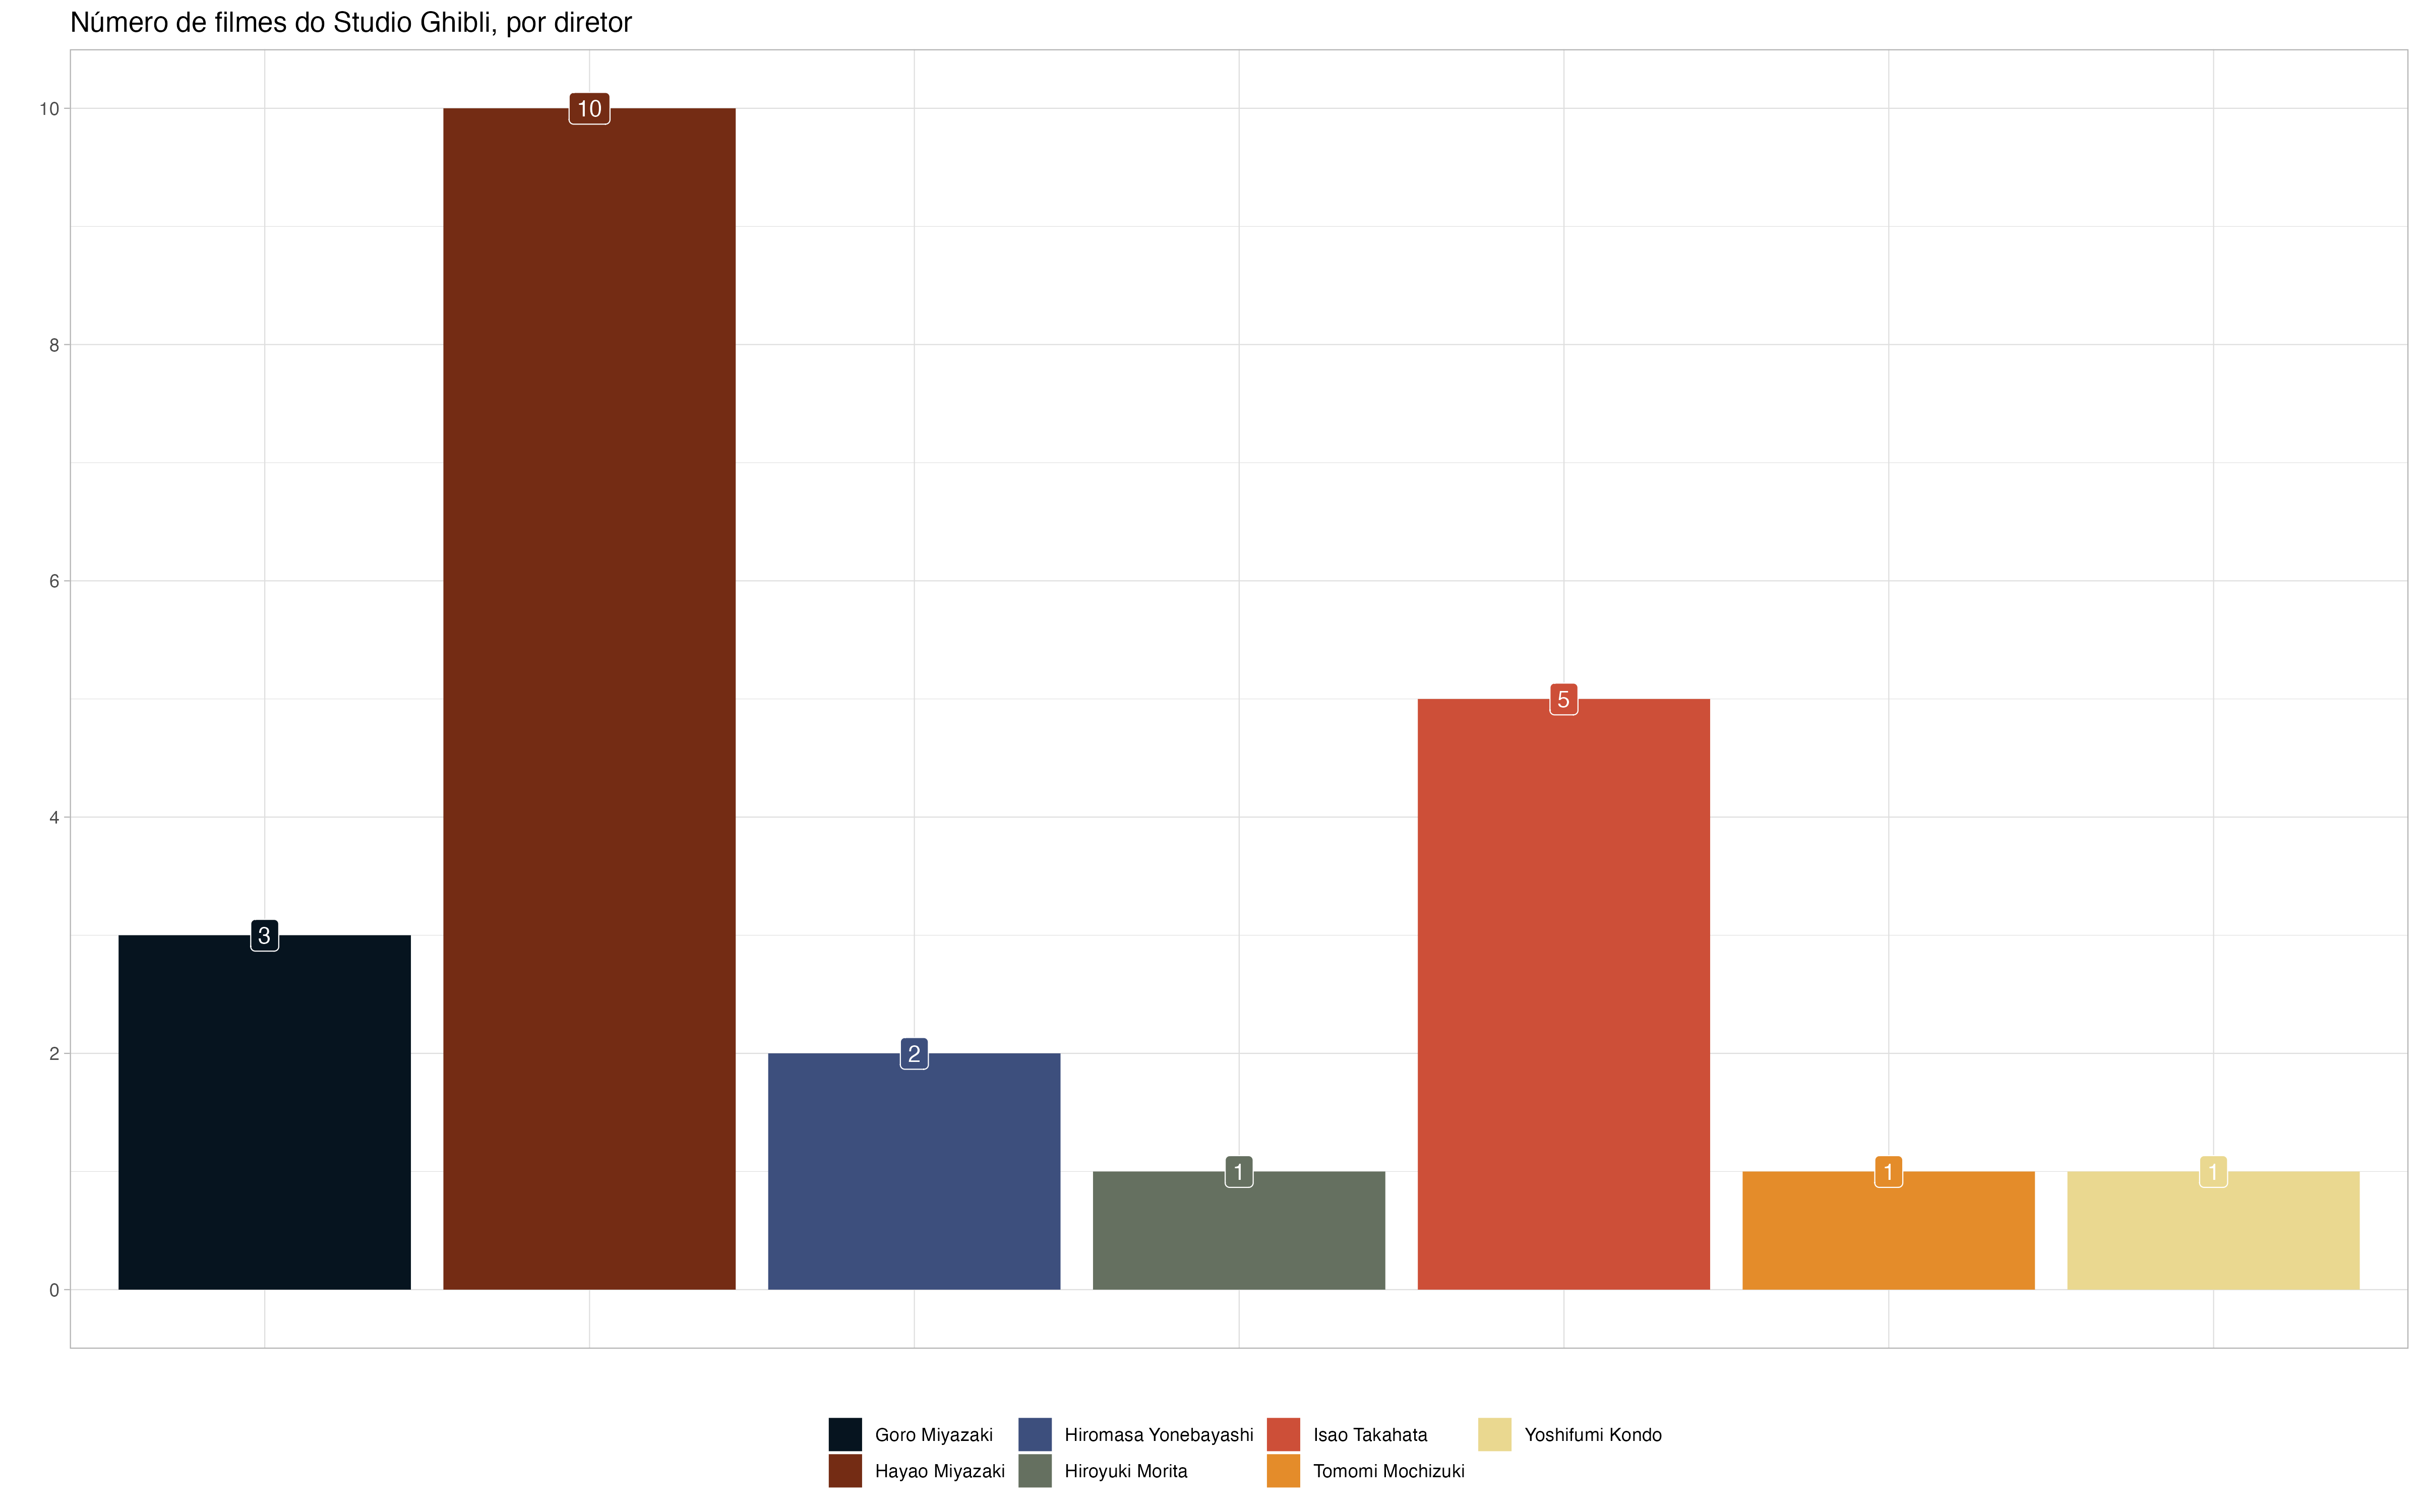 Número de filmes do Studio Ghibli, por diretor
10
8
6
4
2
0
3
10
2
1
5
1
1
Goro Miyazaki
Hayao Miyazaki
Hiromasa Yonebayashi
Hiroyuki Morita
Isao Takahata
Tomomi Mochizuki
Yoshifumi Kondo